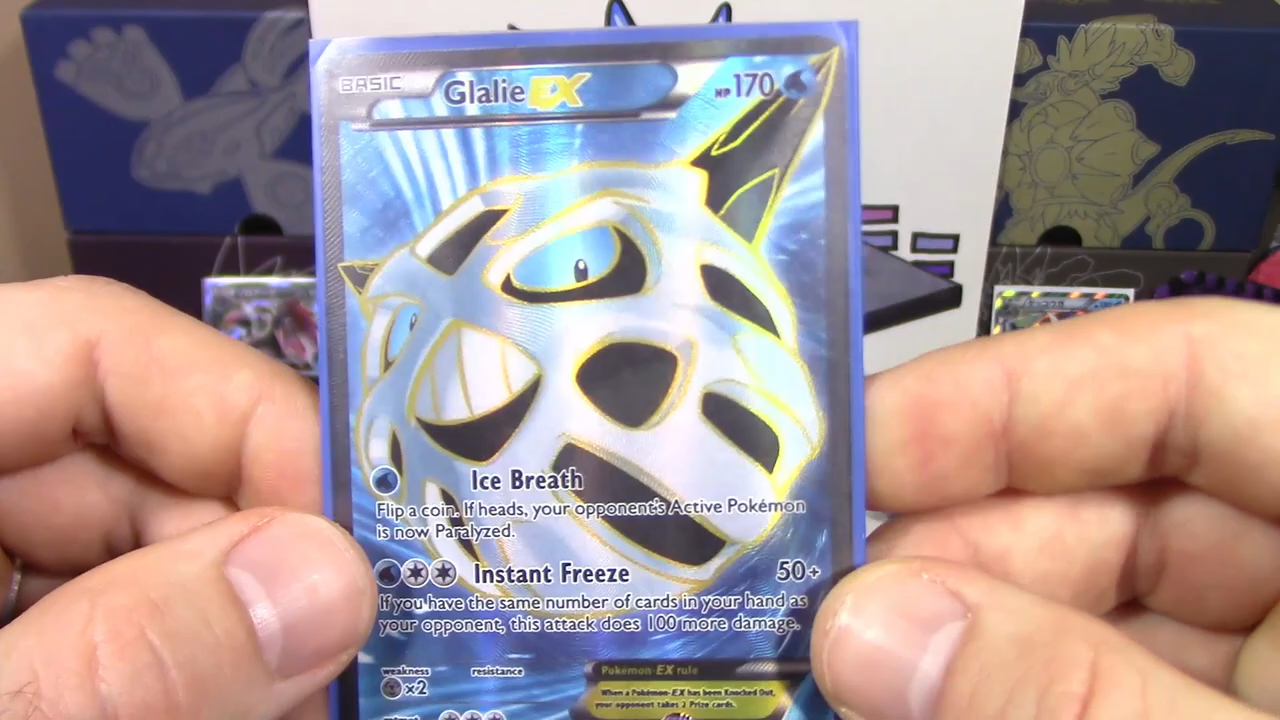 BASIC Glalie EX HP170
Ice Breath
Flip a coin. If heads, your opponent's Active Pokémon
is now Paralyzed.
Instant Freeze 50+
If you have the same number of cards in your hand as
your opponent, this attack does 100 more damage.
weakness resistance
×2
Pokémon-EX rule
When a Pokémon-EX has been Knocked Out,
your opponent takes 2 Prize cards.